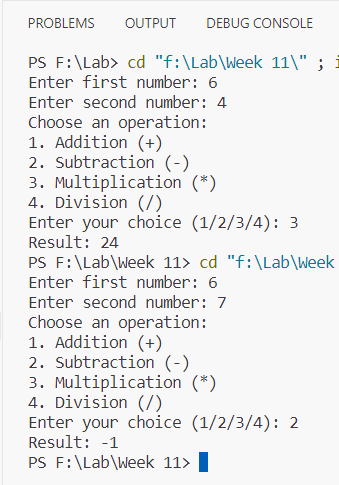 PROBLEMS OUTPUT DEBUG CONSOLE
PS F:\Lab> cd "f:\Lab\Week 11\" ; i
Enter first number: 6
Enter second number: 4
Choose an operation:
1. Addition (+)
2. Subtraction (-)
3. Multiplication (*)
4. Division (/)
Enter your choice (1/2/3/4): 3
Result: 24
PS F:\Lab\Week 11> cd "f:\Lab\Week
Enter first number: 6
Enter second number: 7
Choose an operation:
1. Addition (+)
2. Subtraction (-)
3. Multiplication (*)
4. Division (/)
Enter your choice (1/2/3/4): 2
Result: -1
PS F:\Lab\Week 11>